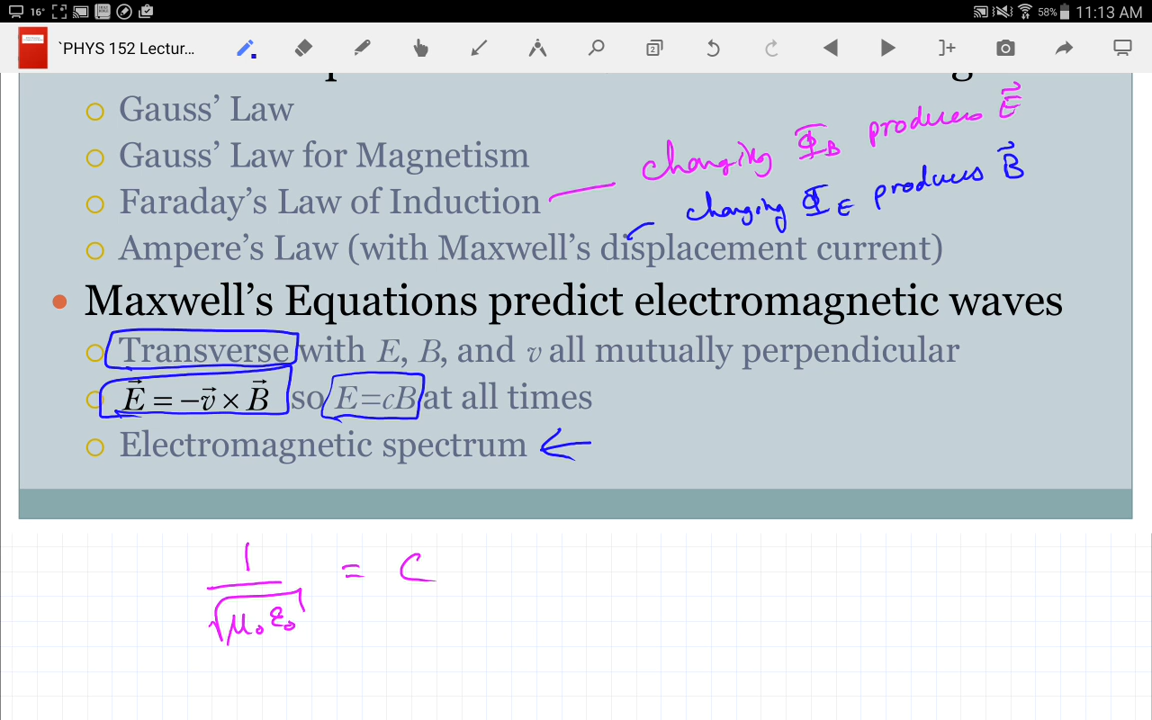 16°
58% 11:13 AM
`PHYS 152 Lectur...
2
Gauss’ Law
changing Φ_B produces E⃗
Gauss’ Law for Magnetism
Faraday’s Law of Induction
changing Φ_E produces B⃗
Ampere’s Law (with Maxwell’s displacement current)
Maxwell’s Equations predict electromagnetic waves
Transverse with E, B, and v all mutually perpendicular
E⃗ = −v⃗ × B⃗ so E=cB at all times
Electromagnetic spectrum ←
1/√(μ₀ε₀) = C